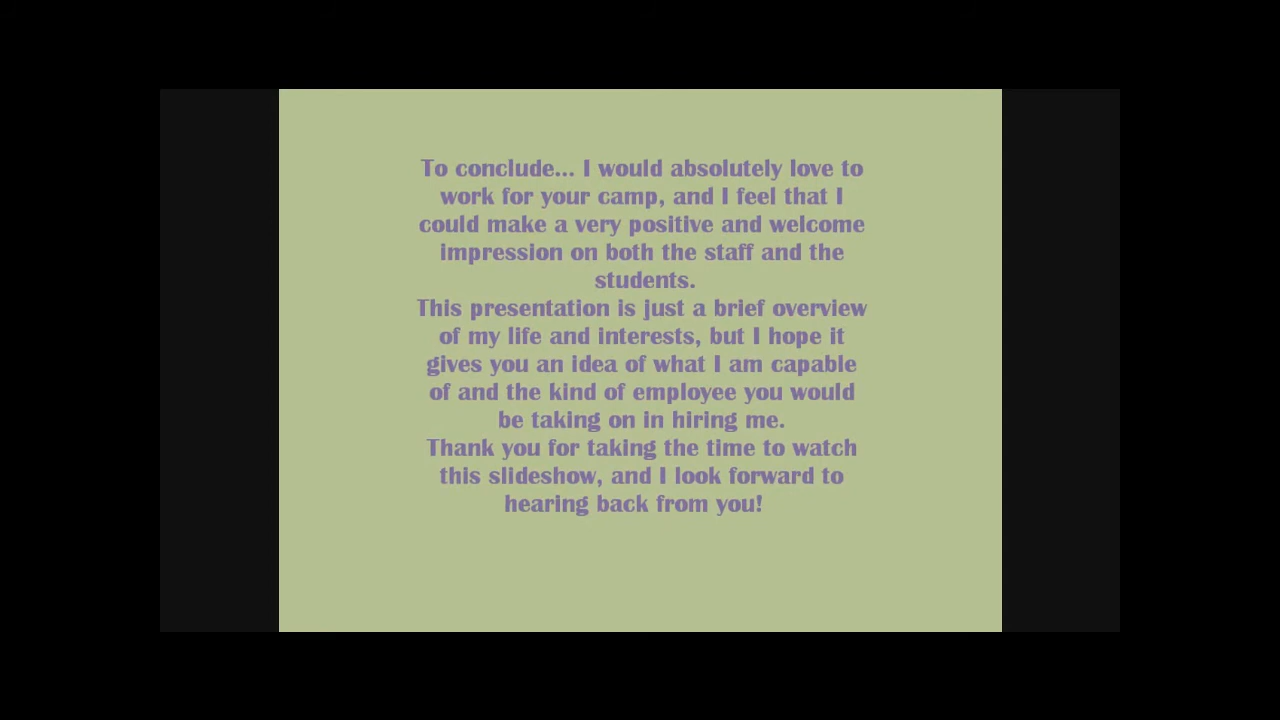 To conclude... I would absolutely love to
work for your camp, and I feel that I
could make a very positive and welcome
impression on both the staff and the
students.
This presentation is just a brief overview
of my life and interests, but I hope it
gives you an idea of what I am capable
of and the kind of employee you would
be taking on in hiring me.
Thank you for taking the time to watch
this slideshow, and I look forward to
hearing back from you!